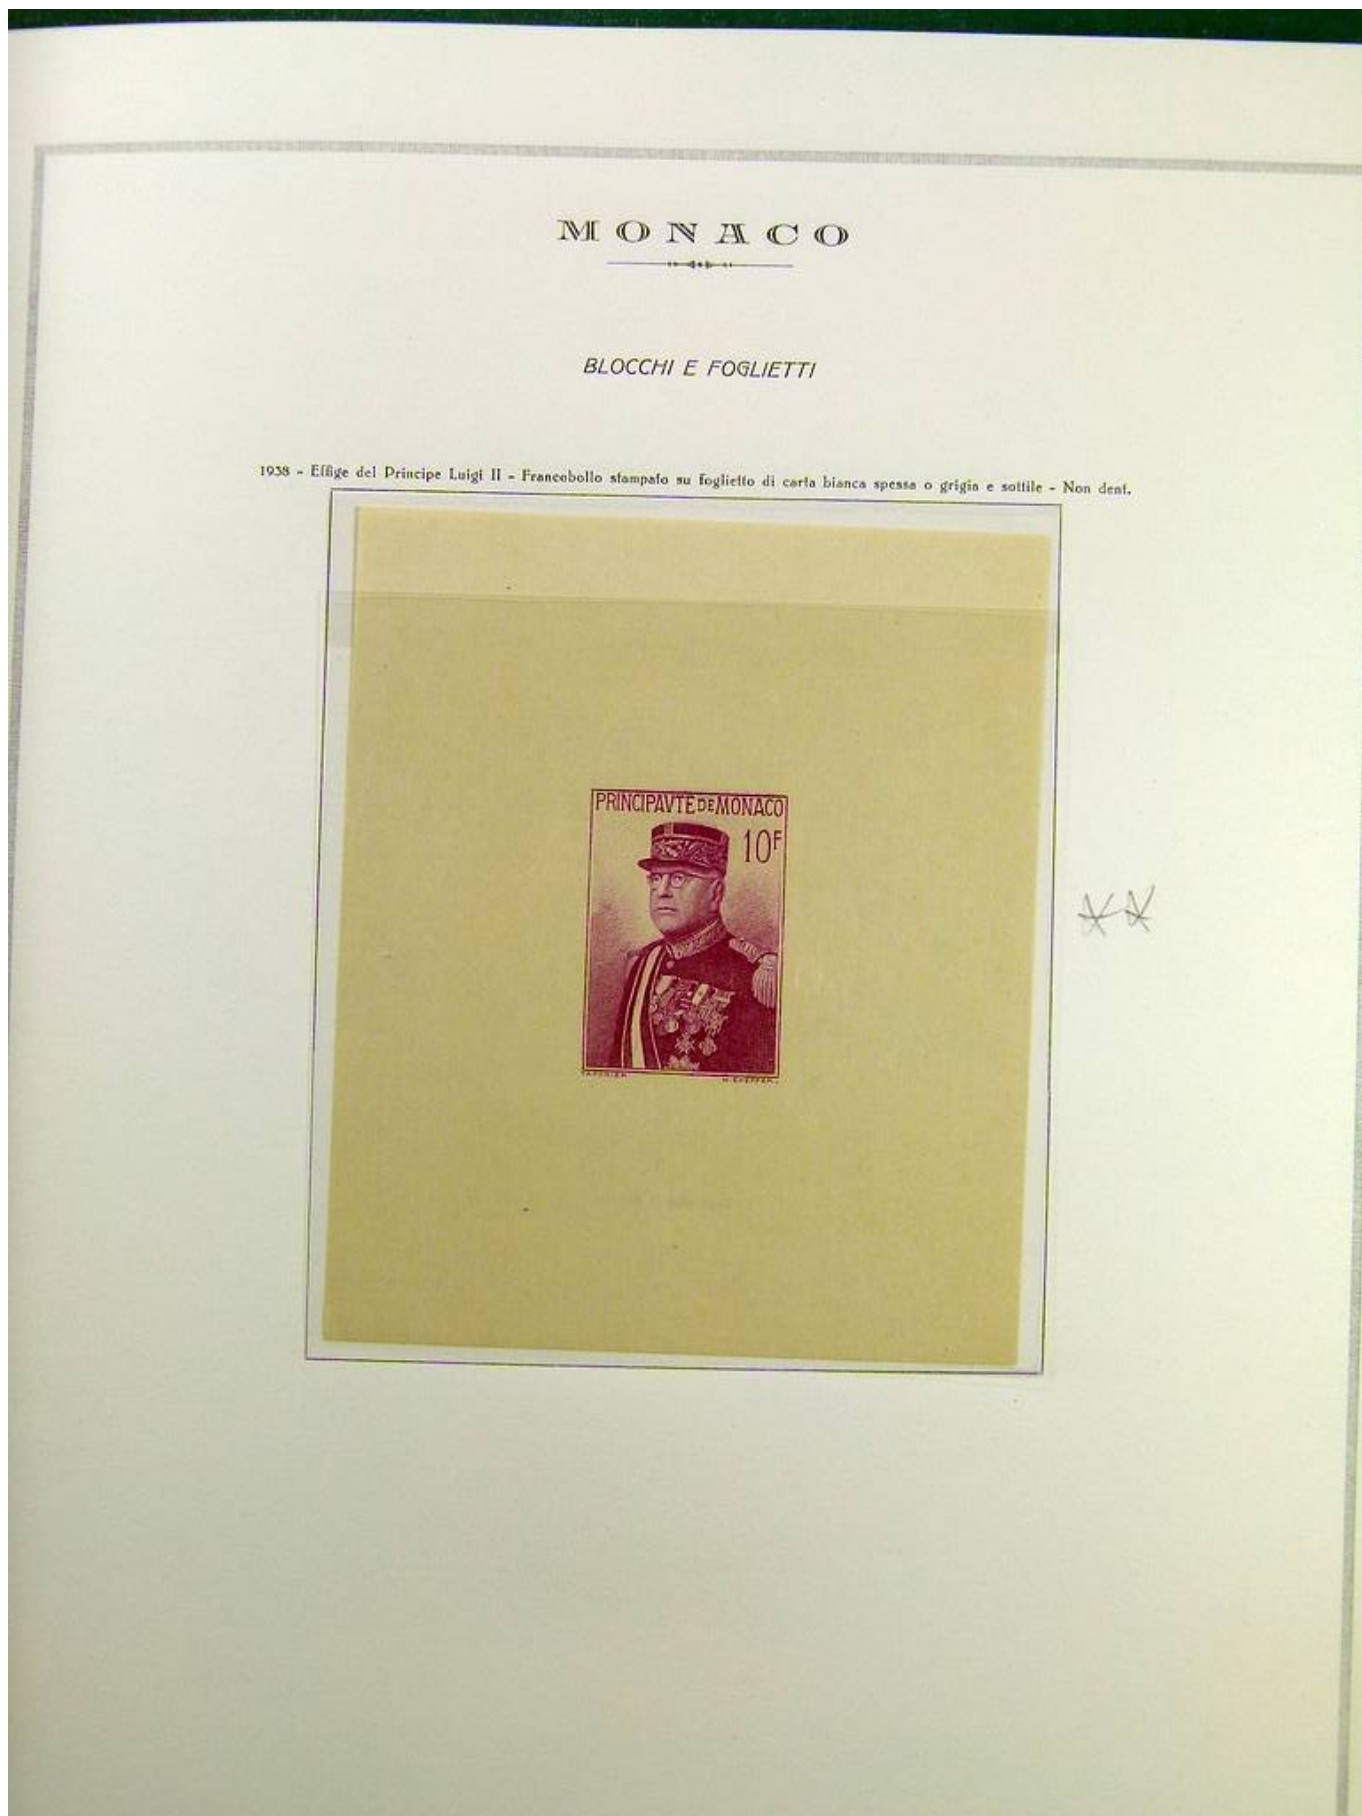 MONACO
BLOCCHI E FOGLIETTI
1938 - Effige del Principe Luigi II - Francobollo stampato su foglietto di carta bianca spessa o grigia e sottile - Non dent.
PRINCIPAVTÉ DE MONACO
10F